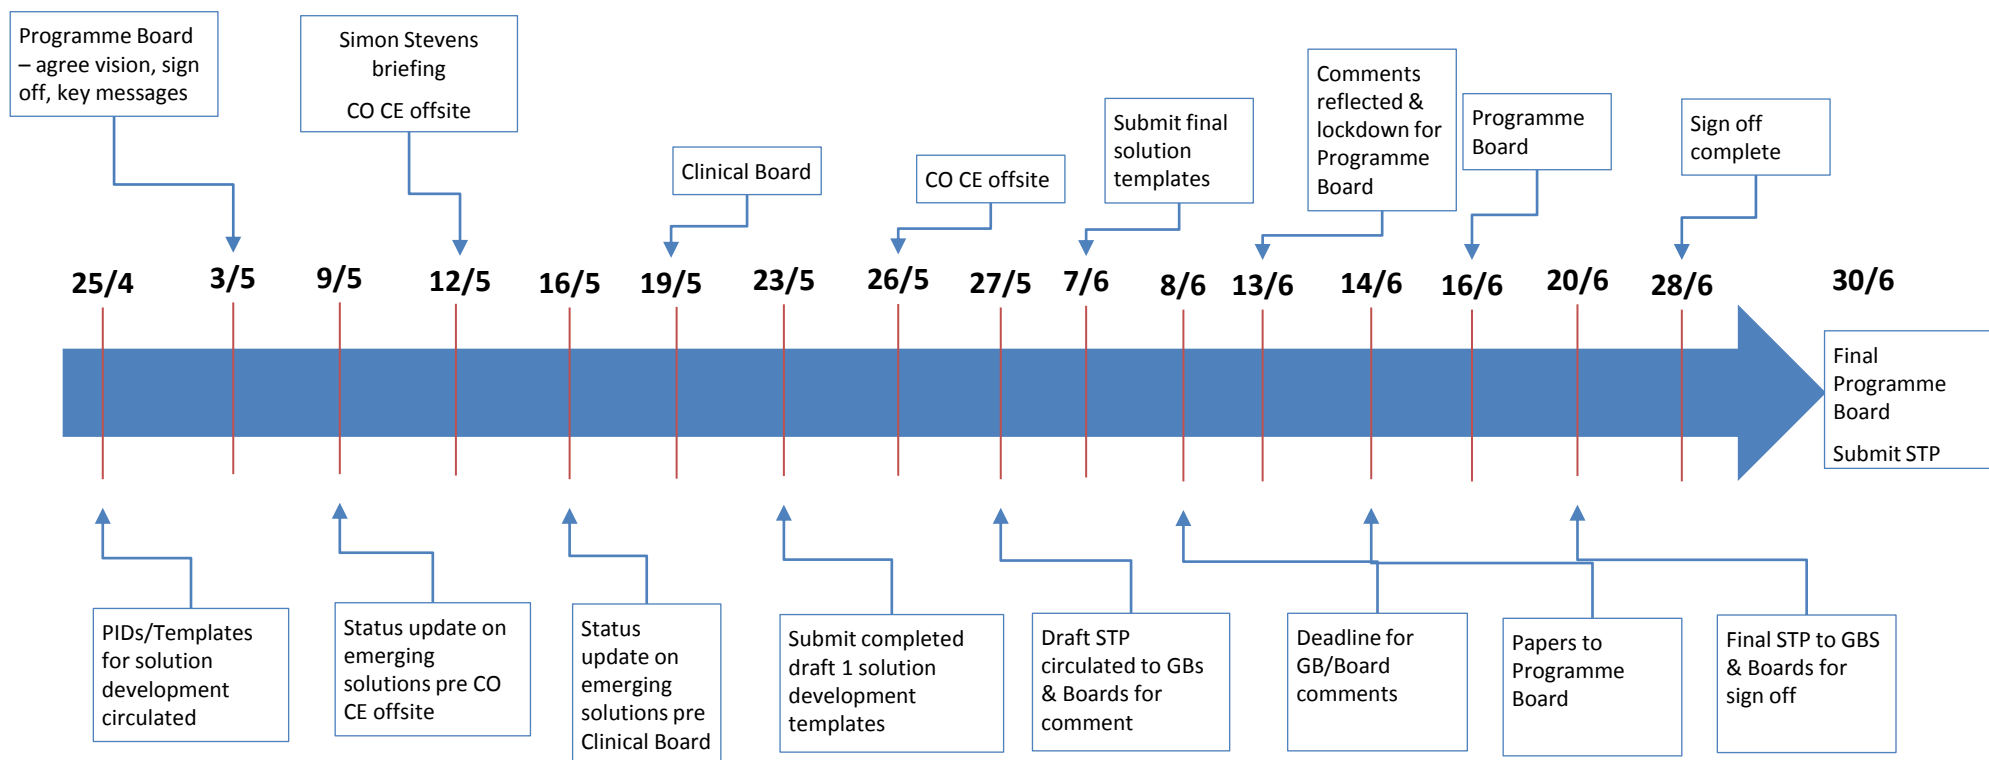 Programme Board
– agree vision, sign
off, key messages
Simon Stevens
briefing
CO CE offsite
Clinical Board
CO CE offsite
Submit final
solution
templates
Comments
reflected &
lockdown for
Programme
Board
Programme
Board
Sign off
complete
25/4
3/5
9/5
12/5
16/5
19/5
23/5
26/5
27/5
7/6
8/6
13/6
14/6
16/6
20/6
28/6
30/6
Final
Programme
Board
Submit STP
PIDs/Templates
for solution
development
circulated
Status update on
emerging
solutions pre CO
CE offsite
Status
update on
emerging
solutions pre
Clinical Board
Submit completed
draft 1 solution
development
templates
Draft STP
circulated to GBs
& Boards for
comment
Deadline for
GB/Board
comments
Papers to
Programme
Board
Final STP to GBS
& Boards for
sign off